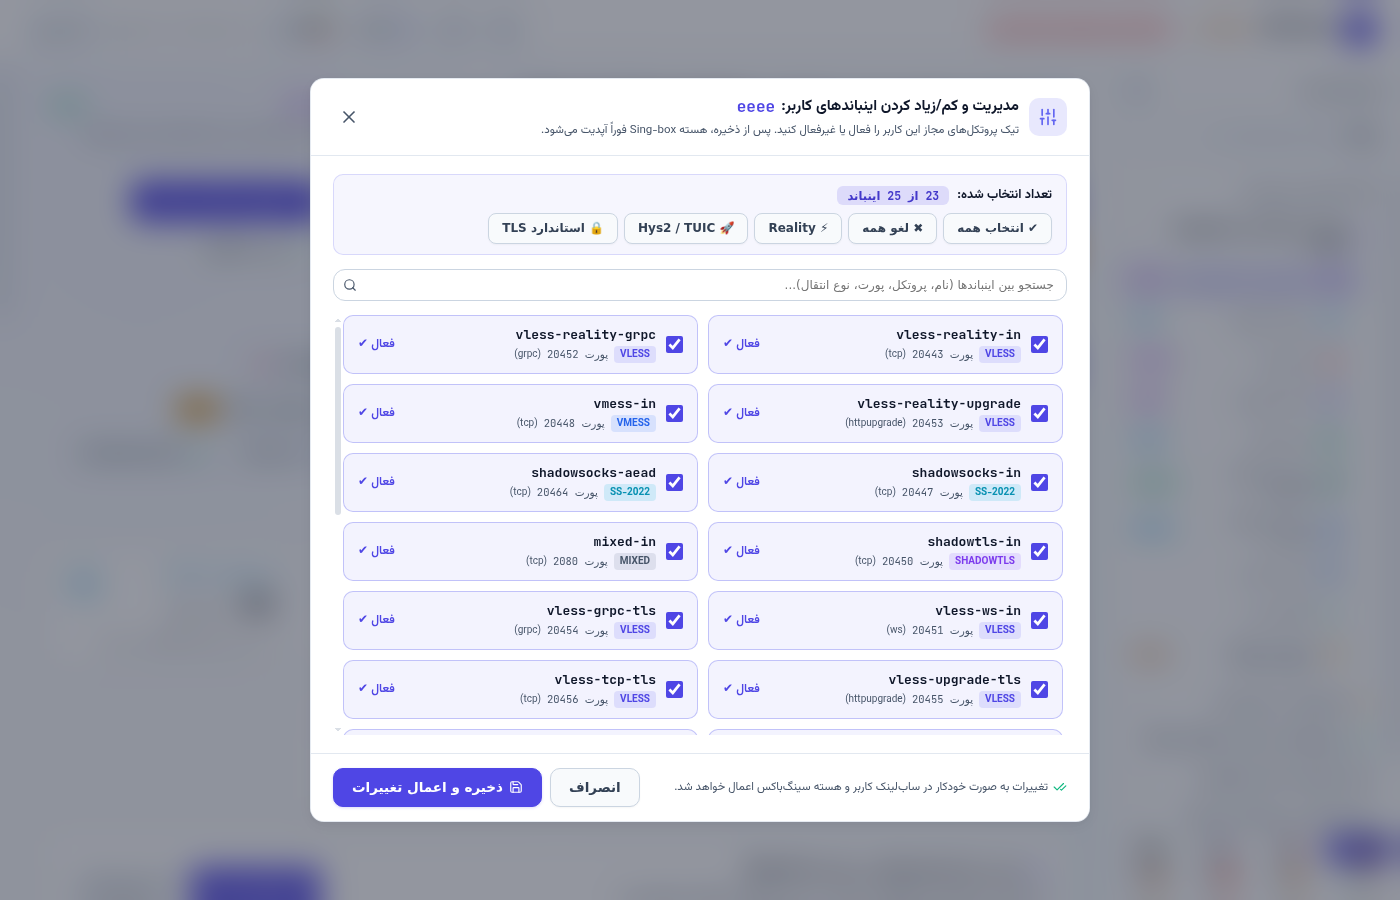 مدیریت و کم/زیاد کردن اینباندهای کاربر: eeee
تیک پروتکل‌های مجاز این کاربر را فعال یا غیرفعال کنید. پس از ذخیره، هسته Sing-box فوراً آپدیت می‌شود.
تعداد انتخاب شده: 23 از 25 اینباند
✔ انتخاب همه
✖ لغو همه
⚡ Reality
🚀 Hys2 / TUIC
🔒 استاندارد TLS
جستجو بین اینباندها (نام، پروتکل، پورت، نوع انتقال)...
vless-reality-in
VLESS پورت 20443 (tcp)
فعال ✔
vless-reality-grpc
VLESS پورت 20452 (grpc)
فعال ✔
vless-reality-upgrade
VLESS پورت 20453 (httpupgrade)
فعال ✔
vmess-in
VMESS پورت 20448 (tcp)
فعال ✔
shadowsocks-in
SS-2022 پورت 20447 (tcp)
فعال ✔
shadowsocks-aead
SS-2022 پورت 20464 (tcp)
فعال ✔
shadowtls-in
SHADOWTLS پورت 20450 (tcp)
فعال ✔
mixed-in
MIXED پورت 2080 (tcp)
فعال ✔
vless-ws-in
VLESS پورت 20451 (ws)
فعال ✔
vless-grpc-tls
VLESS پورت 20454 (grpc)
فعال ✔
vless-upgrade-tls
VLESS پورت 20455 (httpupgrade)
فعال ✔
vless-tcp-tls
VLESS پورت 20456 (tcp)
فعال ✔
تغییرات به صورت خودکار در ساب‌لینک کاربر و هسته سینگ‌باکس اعمال خواهد شد.
انصراف
ذخیره و اعمال تغییرات